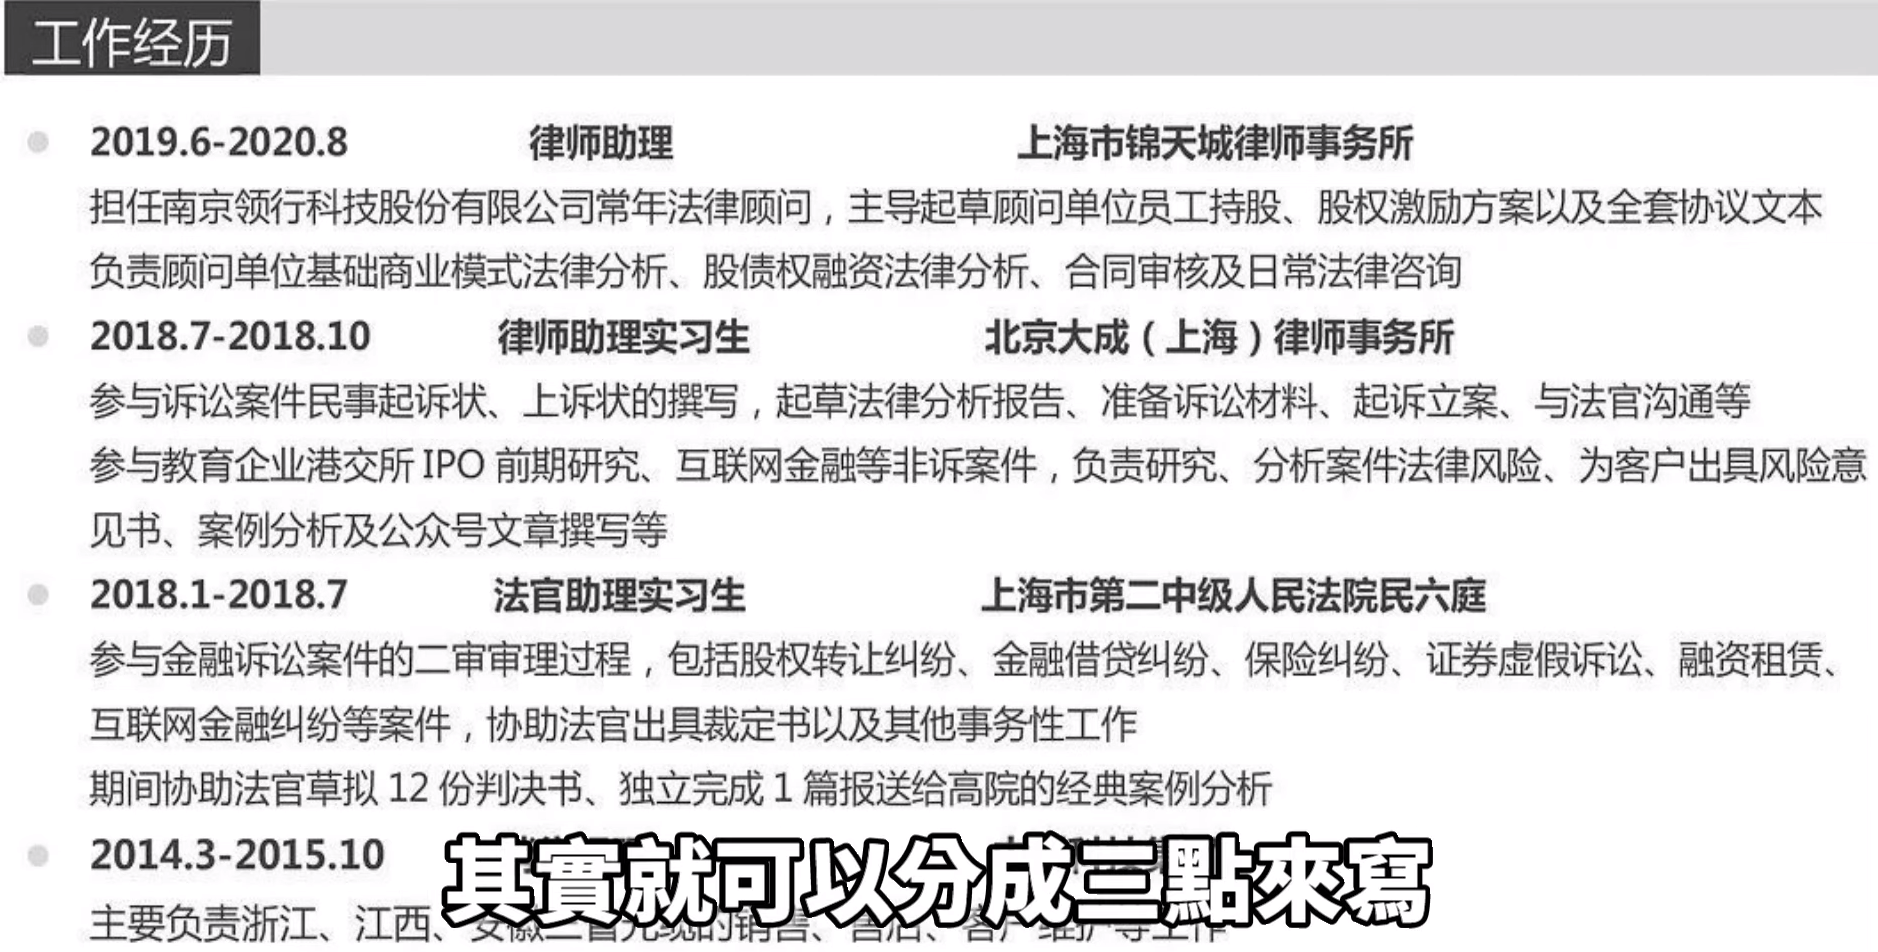 工作经历
2019.6-2020.8 律师助理 上海市锦天城律师事务所
担任南京领行科技股份有限公司常年法律顾问，主导起草顾问单位员工持股、股权激励方案以及全套协议文本
负责顾问单位基础商业模式法律分析、股债权融资法律分析、合同审核及日常法律咨询
2018.7-2018.10 律师助理实习生 北京大成（上海）律师事务所
参与诉讼案件民事起诉状、上诉状的撰写，起草法律分析报告、准备诉讼材料、起诉立案、与法官沟通等
参与教育企业港交所 IPO 前期研究、互联网金融等非诉案件，负责研究、分析案件法律风险、为客户出具风险意
见书、案例分析及公众号文章撰写等
2018.1-2018.7 法官助理实习生 上海市第二中级人民法院民六庭
参与金融诉讼案件的二审审理过程，包括股权转让纠纷、金融借贷纠纷、保险纠纷、证券虚假诉讼、融资租赁、
互联网金融纠纷等案件，协助法官出具裁定书以及其他事务性工作
期间协助法官草拟 12 份判决书、独立完成 1 篇报送给高院的经典案例分析
2014.3-2015.10
其實就可以分成三點來寫
主要负责浙江、江西、安徽三省无缆的销售、售后、客户维护等工作